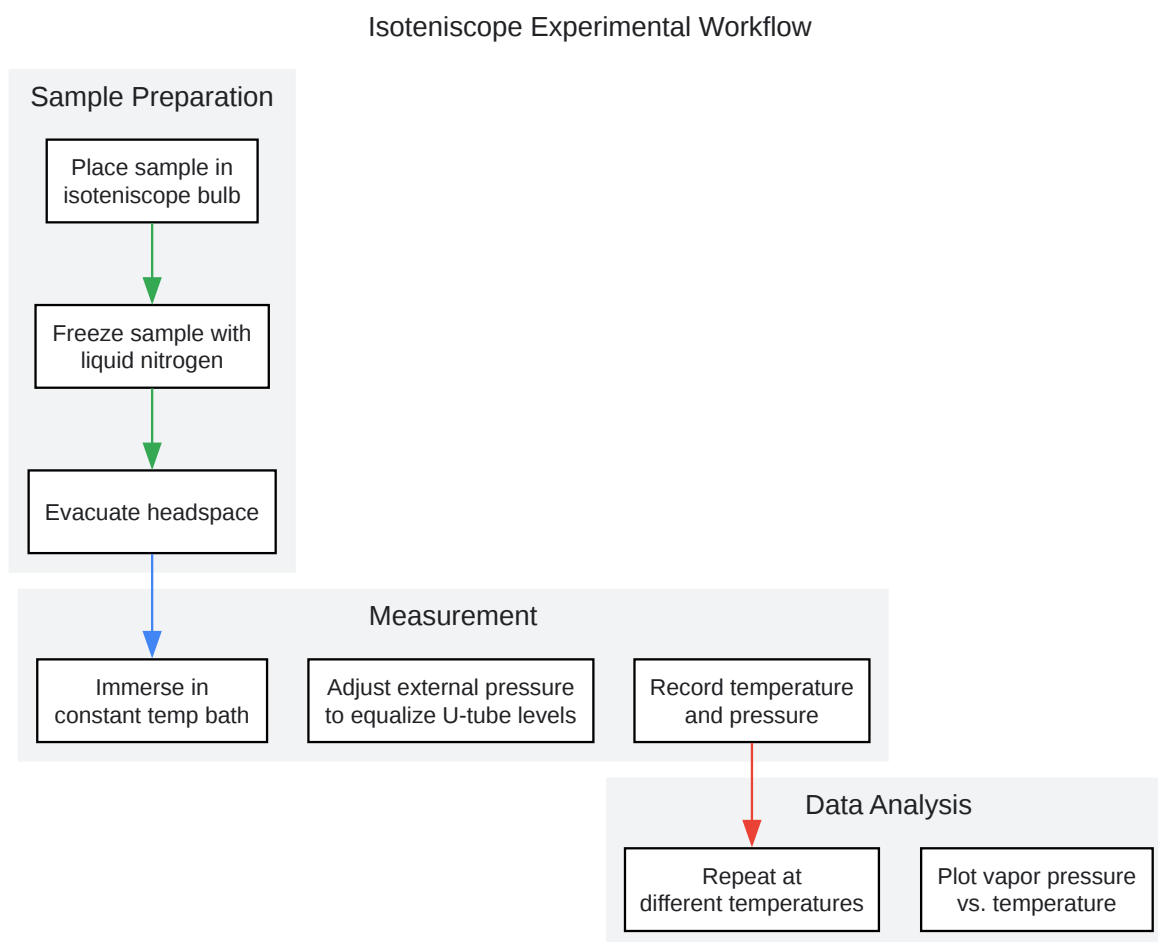 Isoteniscope Experimental Workflow
Sample Preparation
Place sample in
isoteniscope bulb
Freeze sample with
liquid nitrogen
Evacuate headspace
Measurement
Immerse in
constant temp bath
Adjust external pressure
to equalize U-tube levels
Record temperature
and pressure
Data Analysis
Repeat at
different temperatures
Plot vapor pressure
vs. temperature